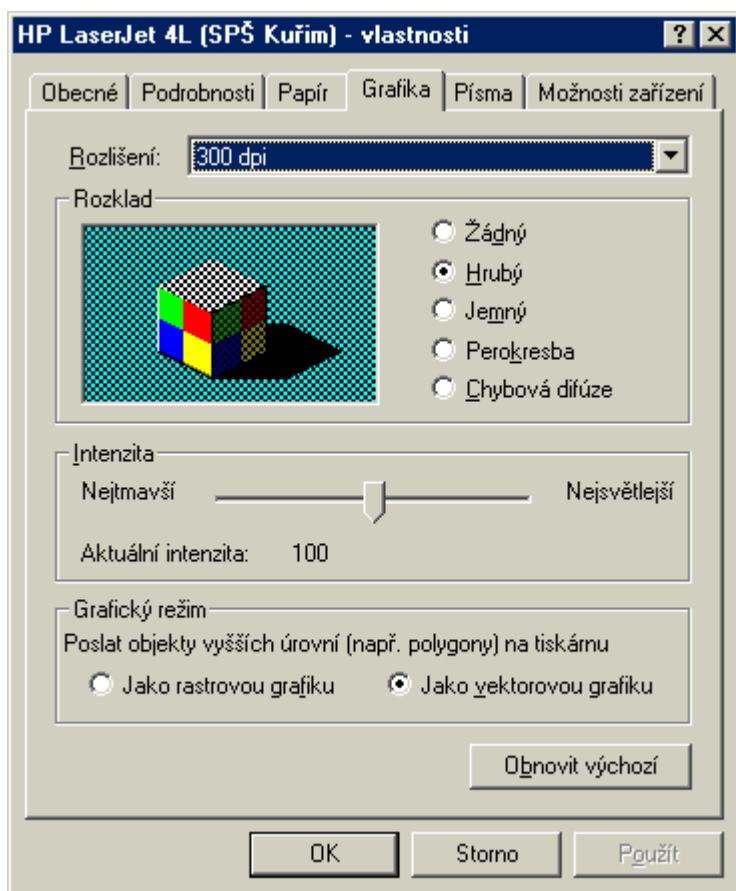 HP LaserJet 4L (SPŠ Kuřim) - vlastnosti
Obecné Podrobnosti Papír Grafika Písma Možnosti zařízení
Rozlišení: 300 dpi
Rozklad
Žádný
Hrubý
Jemný
Perokresba
Chybová difúze
Intenzita
Nejtmavší Nejsvětlejší
Aktuální intenzita: 100
Grafický režim
Poslat objekty vyšších úrovní (např. polygony) na tiskárnu
Jako rastrovou grafiku Jako vektorovou grafiku
Obnovit výchozí
OK Storno Použít